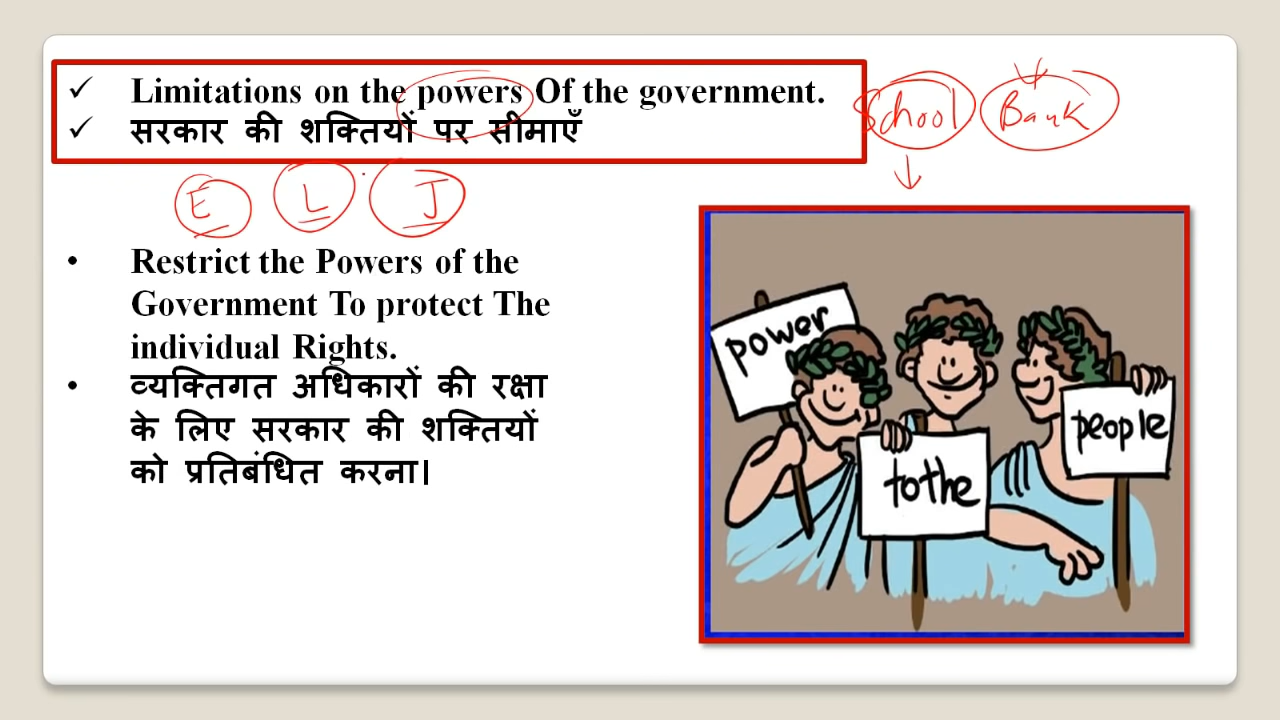 Limitations on the powers Of the government.
सरकार की शक्तियों पर सीमाएँ
School Bank
E L J
Restrict the Powers of the
Government To protect The
individual Rights.
व्यक्तिगत अधिकारों की रक्षा
के लिए सरकार की शक्तियों
को प्रतिबंधित करना।
power
to the
people